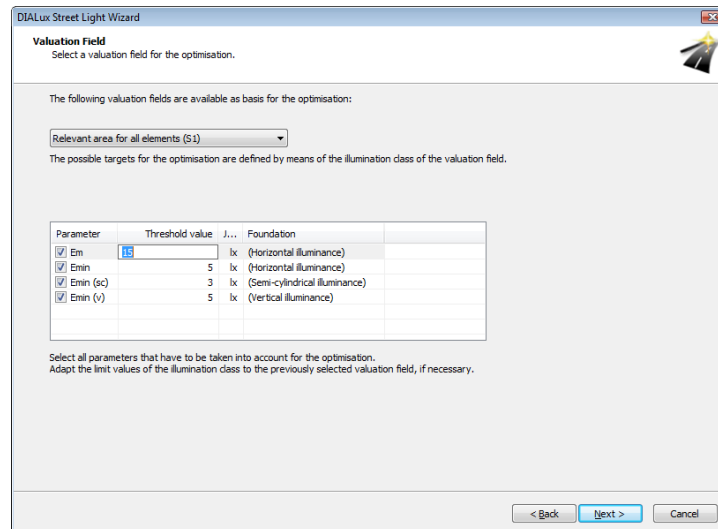 DIALux Street Light Wizard
Valuation Field
Select a valuation field for the optimisation.
The following valuation fields are available as basis for the optimisation:
Relevant area for all elements (S1)
The possible targets for the optimisation are defined by means of the illumination class of the valuation field.
Parameter Threshold value J... Foundation
Em 15 lx (Horizontal illuminance)
Emin 5 lx (Horizontal illuminance)
Emin (sc) 3 lx (Semi-cylindrical illuminance)
Emin (v) 5 lx (Vertical illuminance)
Select all parameters that have to be taken into account for the optimisation.
Adapt the limit values of the illumination class to the previously selected valuation field, if necessary.
< Back Next > Cancel